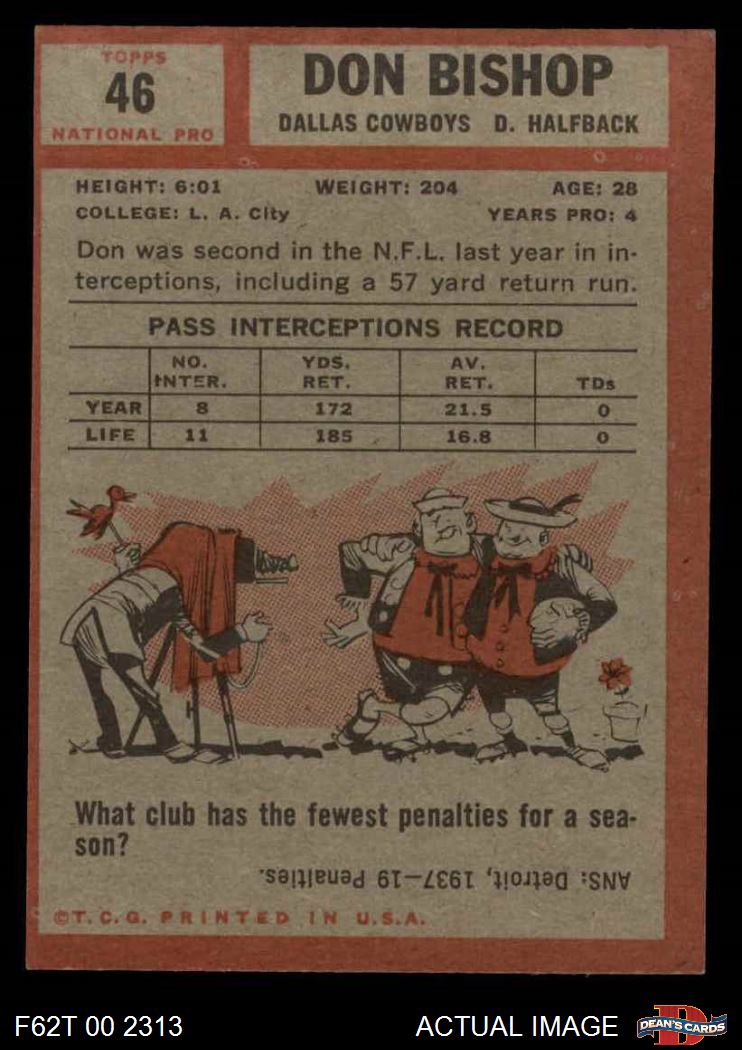 TOPPS
46
NATIONAL PRO
DON BISHOP
DALLAS COWBOYS D. HALFBACK
HEIGHT: 6:01 WEIGHT: 204 AGE: 28
COLLEGE: L. A. City YEARS PRO: 4
Don was second in the N.F.L. last year in in-
terceptions, including a 57 yard return run.
PASS INTERCEPTIONS RECORD
NO. YDS. AV.
INTER. RET. RET. TDs
YEAR 8 172 21.5 0
LIFE 11 185 16.8 0
What club has the fewest penalties for a sea-
son?
ANS: Detroit, 1937—19 Penalties.
©T.C.G. PRINTED IN U.S.A.
F62T 00 2313 ACTUAL IMAGE DEAN'S CARDS